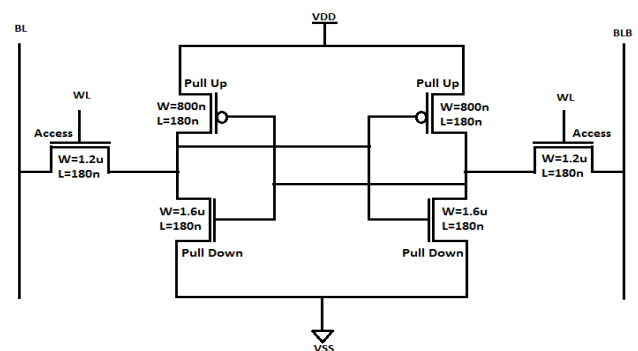 VDD
BL
BLB
Pull Up
Pull Up
WL
WL
W=800n
L=180n
W=800n
L=180n
Access
Access
W=1.2u
L=180n
W=1.2u
L=180n
W=1.6u
L=180n
W=1.6u
L=180n
Pull Down
Pull Down
VSS